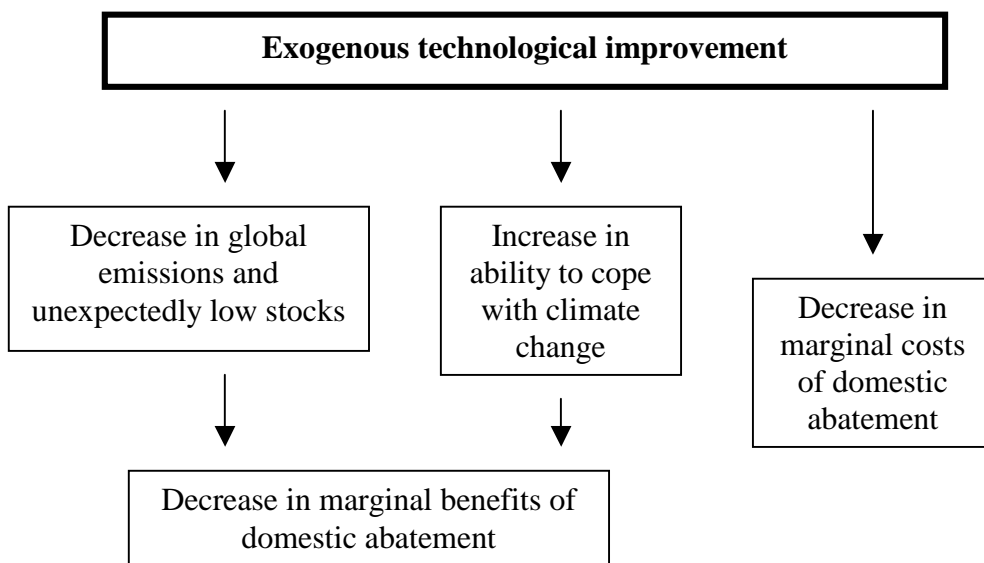 Exogenous technological improvement
Decrease in global
emissions and
unexpectedly low stocks
Increase in
ability to cope
with climate
change
Decrease in
marginal costs
of domestic
abatement
Decrease in marginal benefits of
domestic abatement